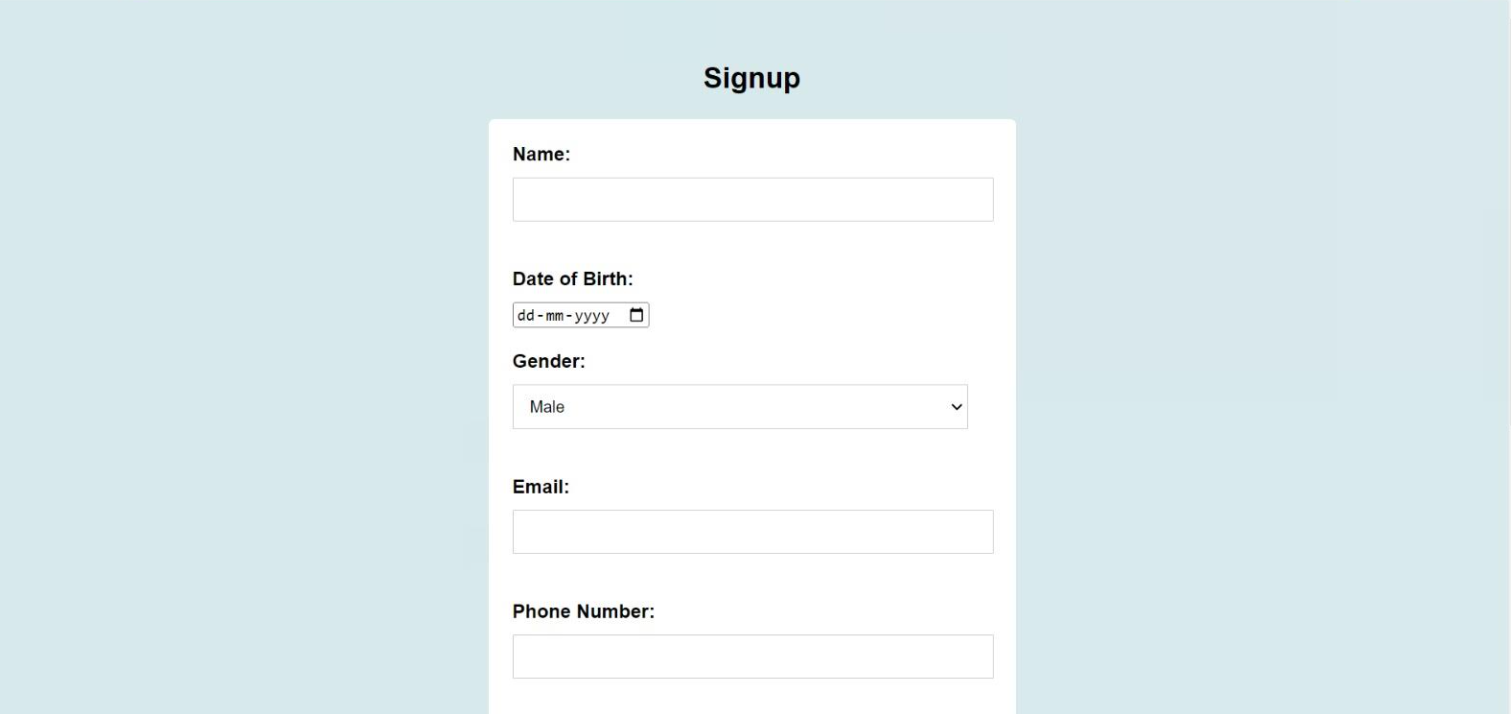 Signup
Name:
Date of Birth:
dd-mm-yyyy
Gender:
Male
Email:
Phone Number: